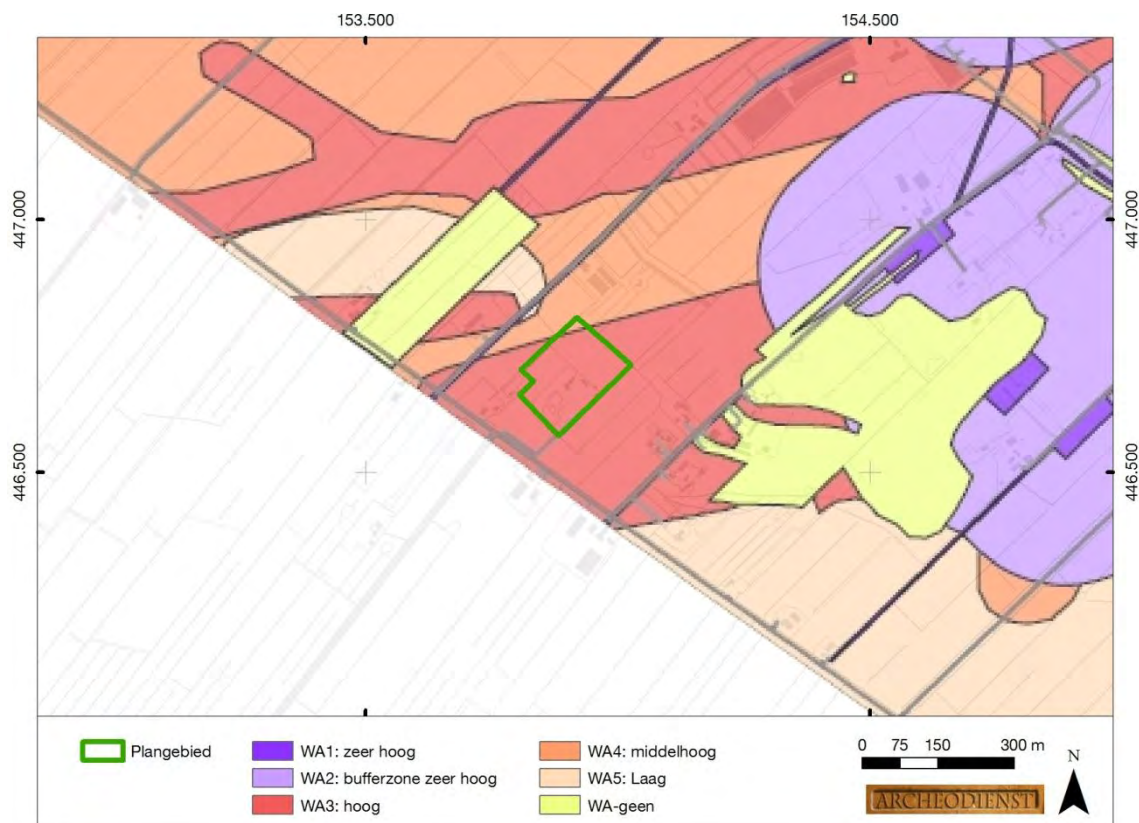 153.500 154.500
447.000 447.000
446.500 446.500
Plangebied
WA1: zeer hoog
WA2: bufferzone zeer hoog
WA3: hoog
WA4: middelhoog
WA5: Laag
WA-geen
0 75 150 300 m
N
ARCHEODIENST